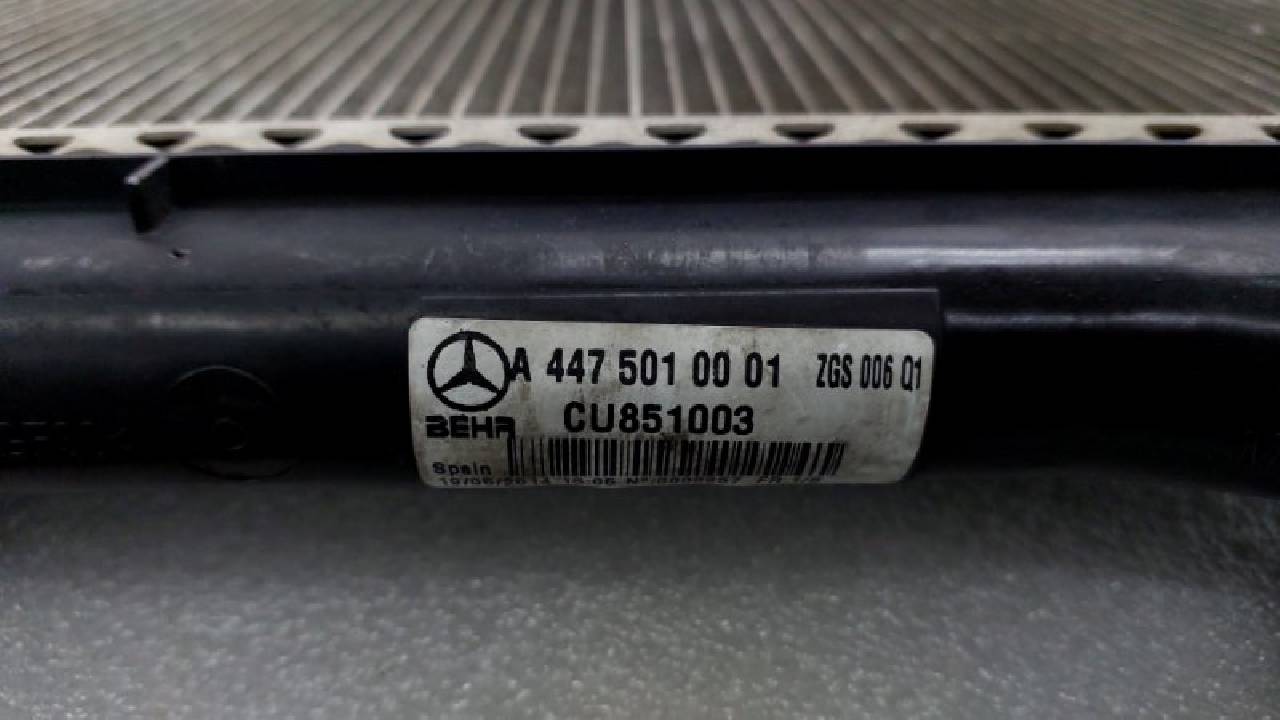 A 447 501 00 01 ZGS 006 Q1
BEHR CU851003
Spain